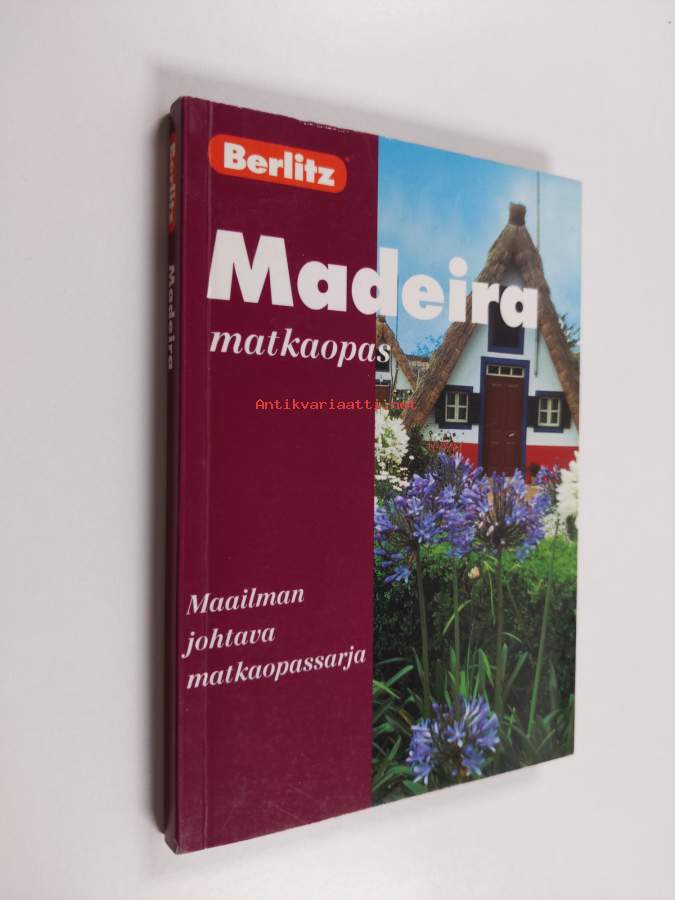 Berlitz
Madeira
matkaopas
Antikvariaatti.net
Maailman
johtava
matkaopassarja
Berlitz
Madeira